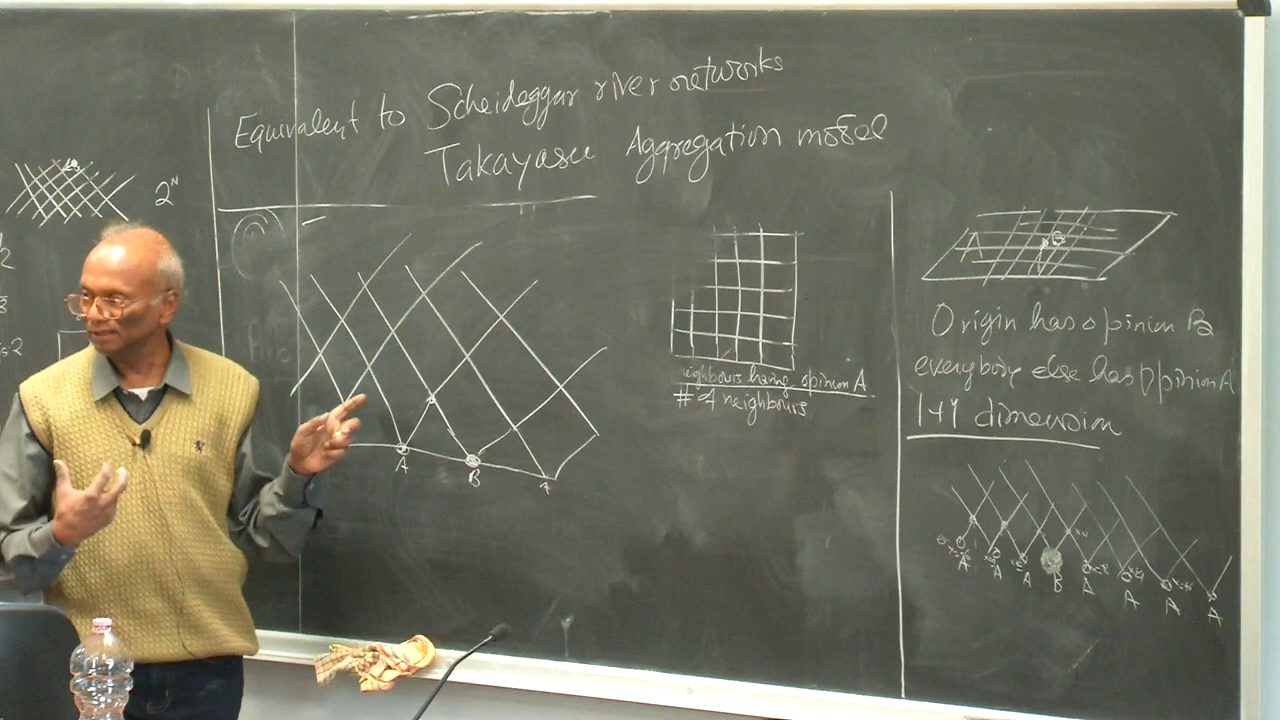 Equivalent to Scheideggar river networks
Takayasu Aggregation model
2^N
A
B
A
neighbours having opinion A
# of neighbours
A
B
Origin has opinion B
everybody else has opinion A
1+1 dimension
A A A B A A A A